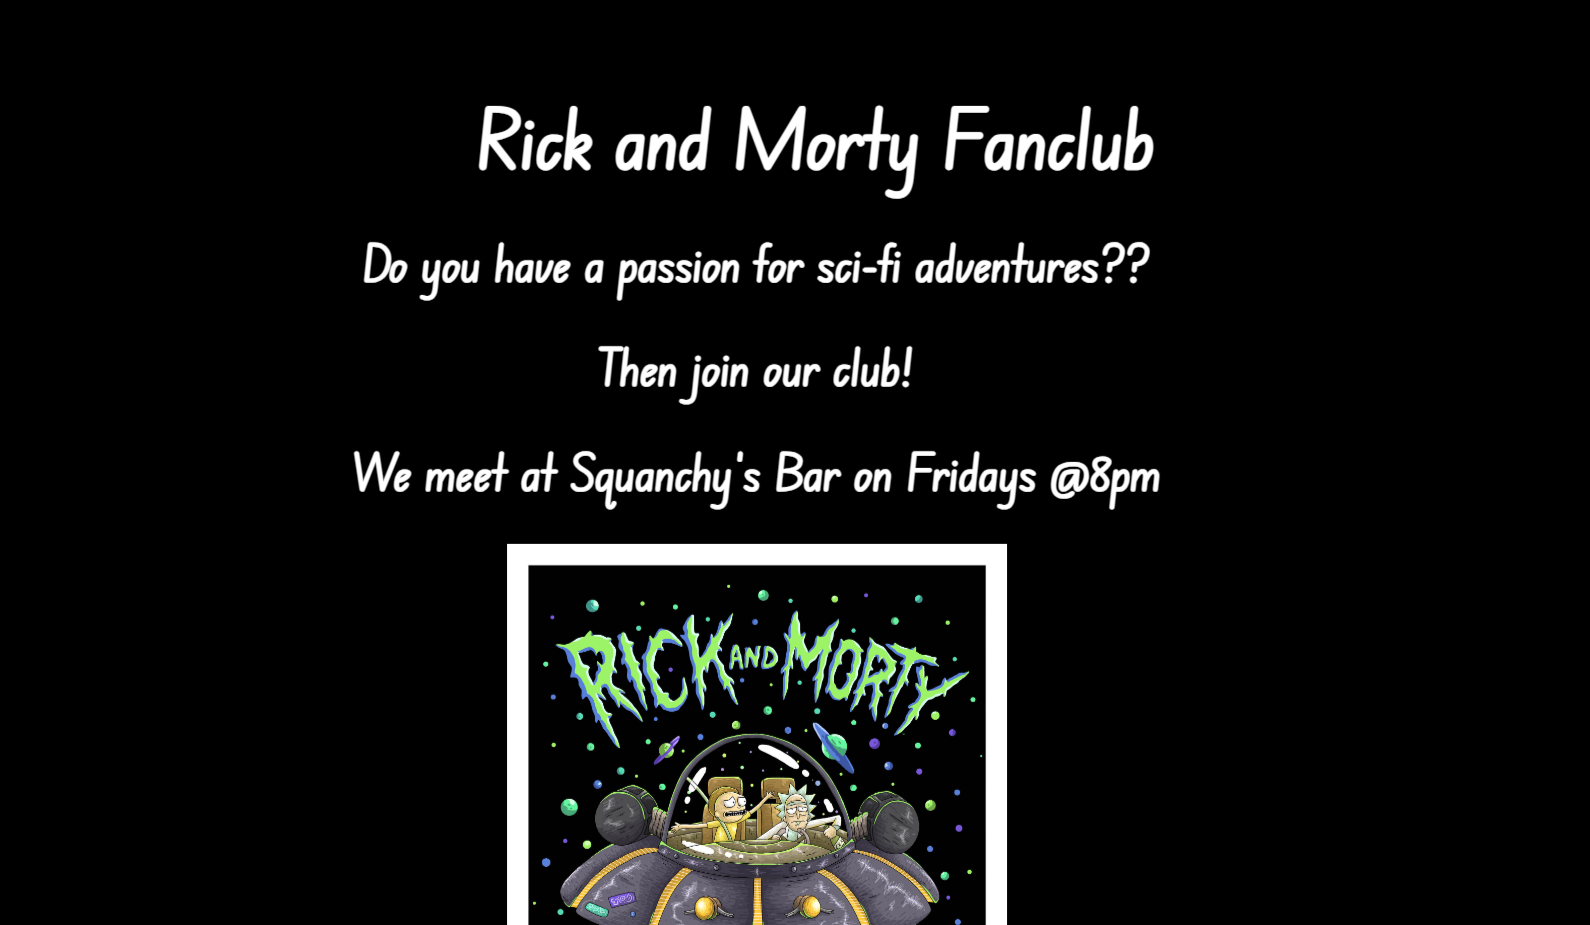 Rick and Morty Fanclub
Do you have a passion for sci-fi adventures??
Then join our club!
We meet at Squanchy's Bar on Fridays @8pm
RICK AND MORTY